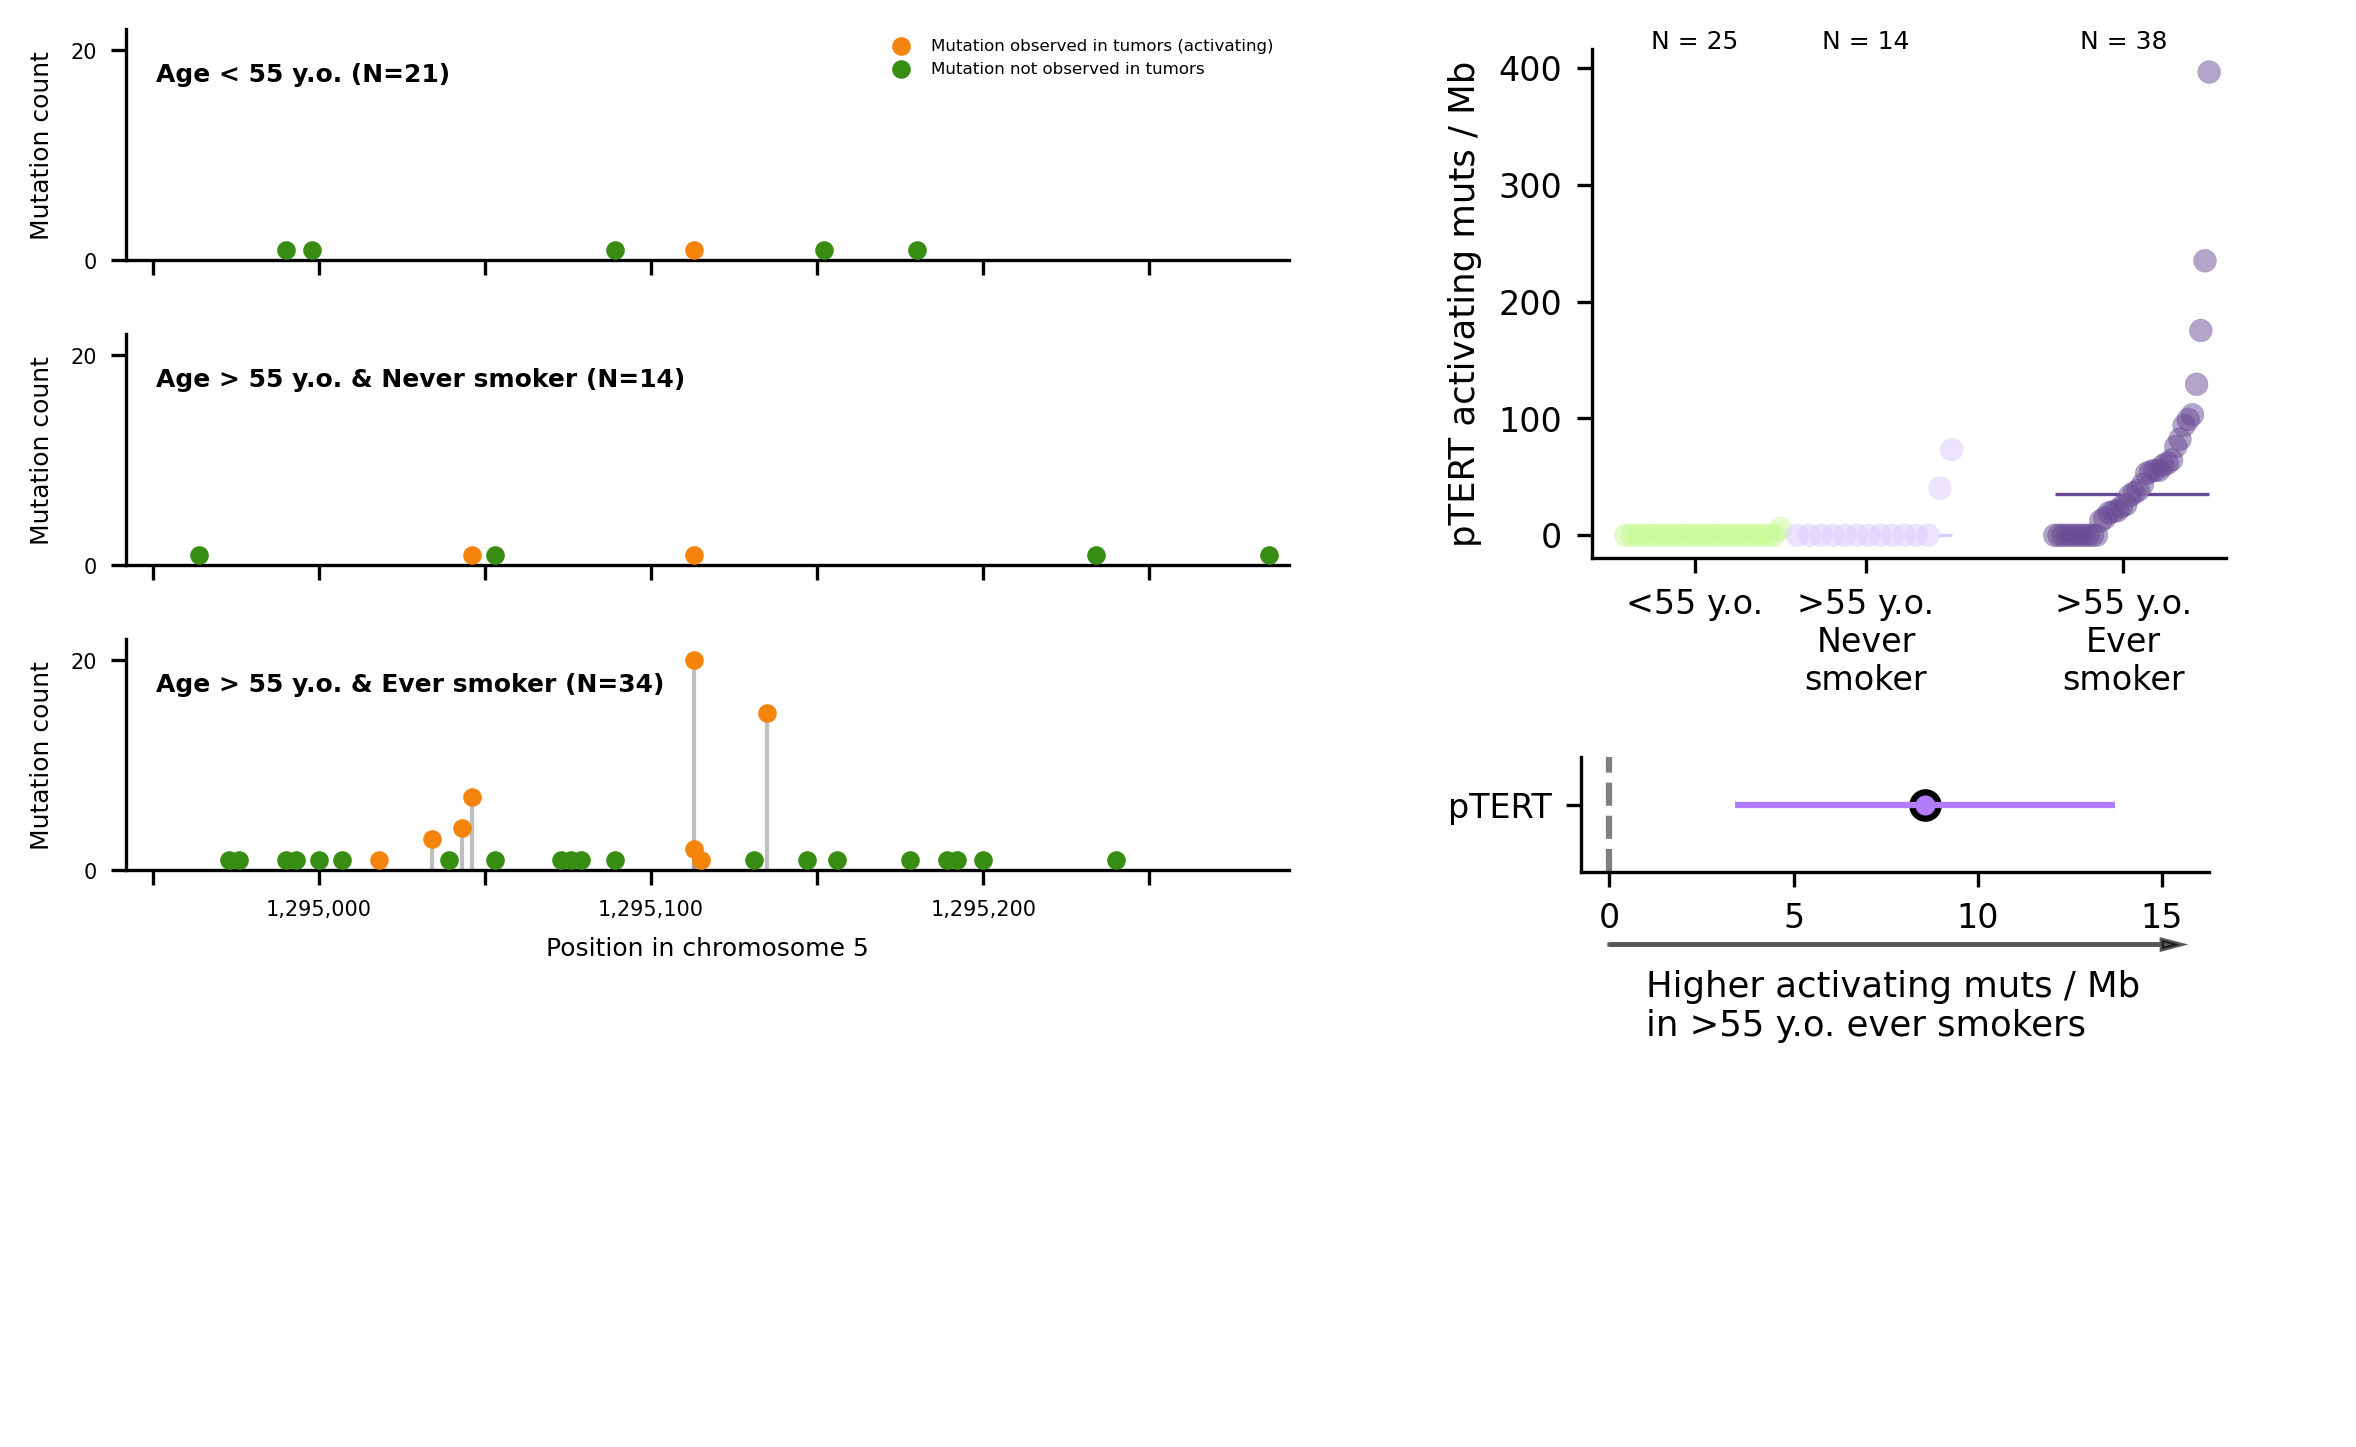 20
Mutation count
Age < 55 y.o. (N=21)
0
Mutation observed in tumors (activating)
Mutation not observed in tumors
20
Mutation count
Age > 55 y.o. & Never smoker (N=14)
0
20
Mutation count
Age > 55 y.o. & Ever smoker (N=34)
0
1,295,000
1,295,100
1,295,200
Position in chromosome 5
N = 25
N = 14
N = 38
pTERT activating muts / Mb
400
300
200
100
0
<55 y.o.
>55 y.o.
Never
smoker
>55 y.o.
Ever
smoker
pTERT
0
5
10
15
Higher activating muts / Mb
in >55 y.o. ever smokers